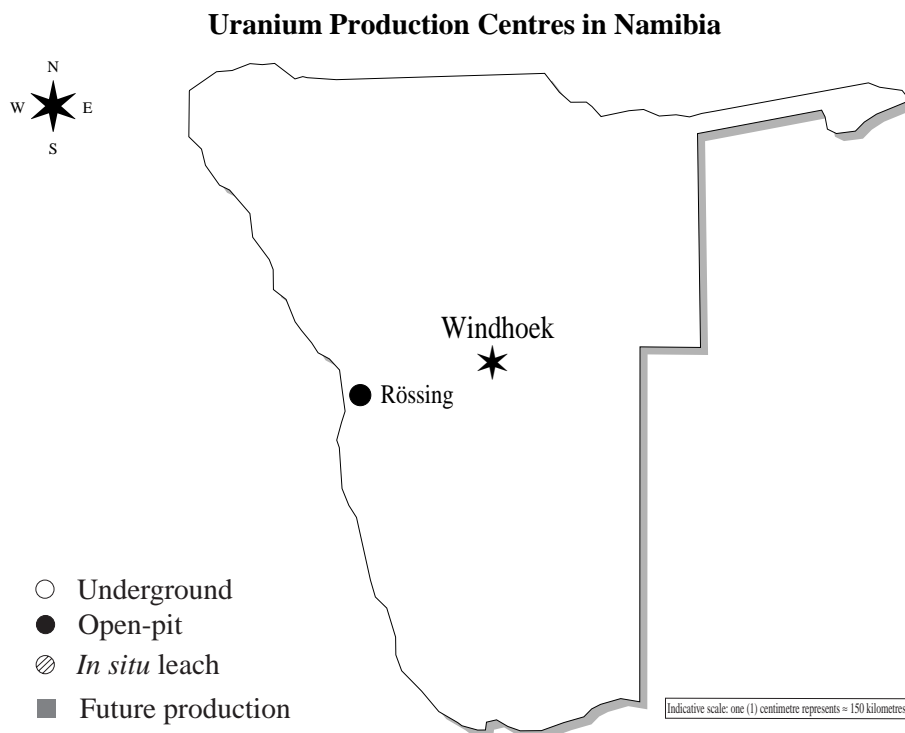 Uranium Production Centres in Namibia
N
W E
S
Windhoek
Rössing
Underground
Open-pit
In situ leach
Future production
Indicative scale: one (1) centimetre represents ≈ 150 kilometres